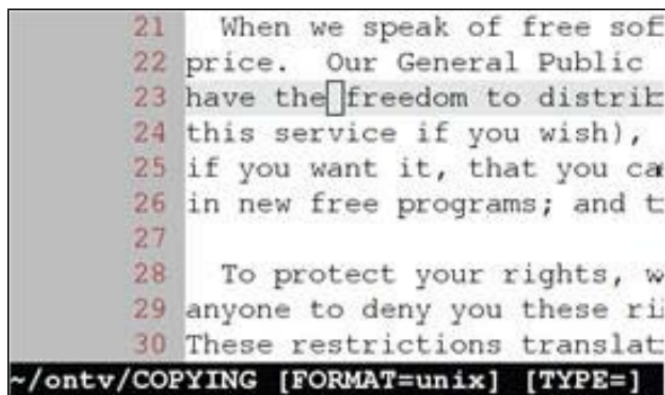 21 When we speak of free sof
22 price. Our General Public
23 have the freedom to distrib
24 this service if you wish),
25 if you want it, that you ca
26 in new free programs; and t
27
28 To protect your rights, w
29 anyone to deny you these ri
30 These restrictions translat
~/ontv/COPYING [FORMAT=unix] [TYPE=]